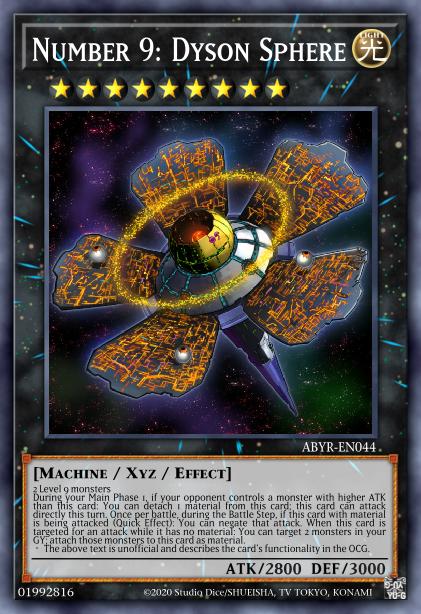 NUMBER 9: DYSON SPHERE
LIGHT
光
ABYR-EN044
[MACHINE / XYZ / EFFECT]
2 Level 9 monsters
During your Main Phase 1, if your opponent controls a monster with higher ATK
than this card: You can detach 1 material from this card; this card can attack
directly this turn. Once per battle, during the Battle Step, if this card with material
is being attacked (Quick Effect): You can negate that attack. When this card is
targeted for an attack while it has no material: You can target 2 monsters in your
GY; attach those monsters to this card as material.
· The above text is unofficial and describes the card's functionality in the OCG.
ATK/2800 DEF/3000
01992816
©2020 Studio Dice/SHUEISHA, TV TOKYO, KONAMI